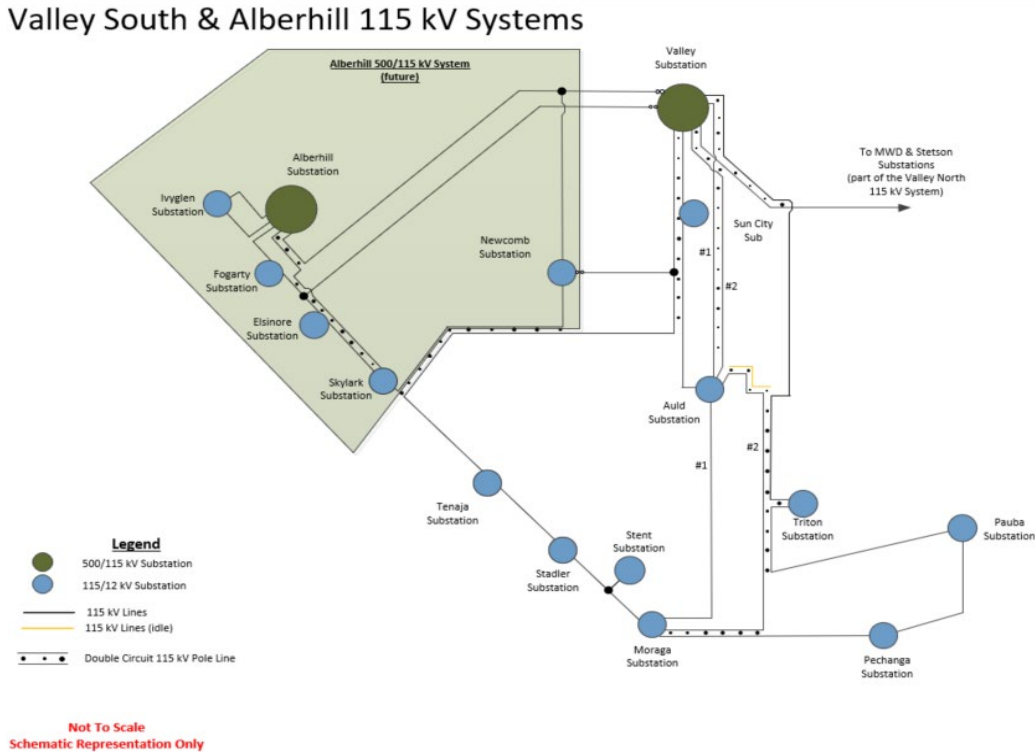 Valley South & Alberhill 115 kV Systems
Alberhill 500/115 kV System
(future)
Valley
Substation
Alberhill
Substation
To MWD & Stetson
Substations
(part of the Valley North
115 kV System)
Ivyglen
Substation
Sun City
Sub
Newcomb
Substation
#1
Fogarty
Substation
#2
Elsinore
Substation
Skylark
Substation
Auld
Substation
#2
#1
Tenaja
Substation
Triton
Substation
Pauba
Substation
Stent
Substation
Stadler
Substation
Moraga
Substation
Pechanga
Substation
Legend
500/115 kV Substation
115/12 kV Substation
115 kV Lines
115 kV Lines (idle)
Double Circuit 115 kV Pole Line
Not To Scale
Schematic Representation Only